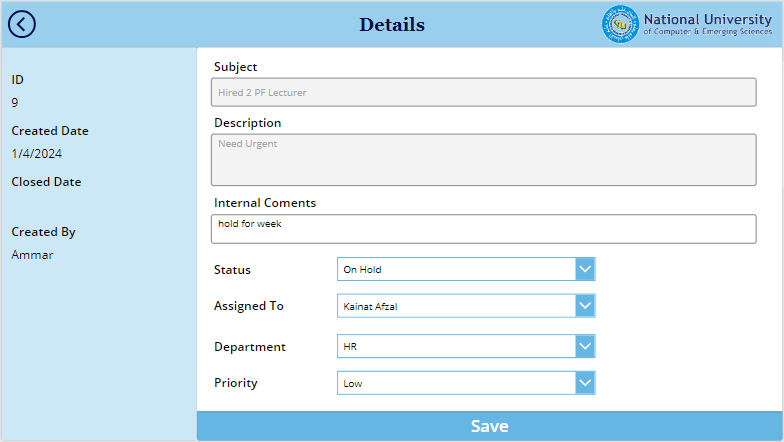 Details
National University
of Computer & Emerging Sciences
ID
9
Created Date
1/4/2024
Closed Date
Created By
Ammar
Subject
Hired 2 PF Lecturer
Description
Need Urgent
Internal Coments
hold for week
Status
On Hold
Assigned To
Kainat Afzal
Department
HR
Priority
Low
Save